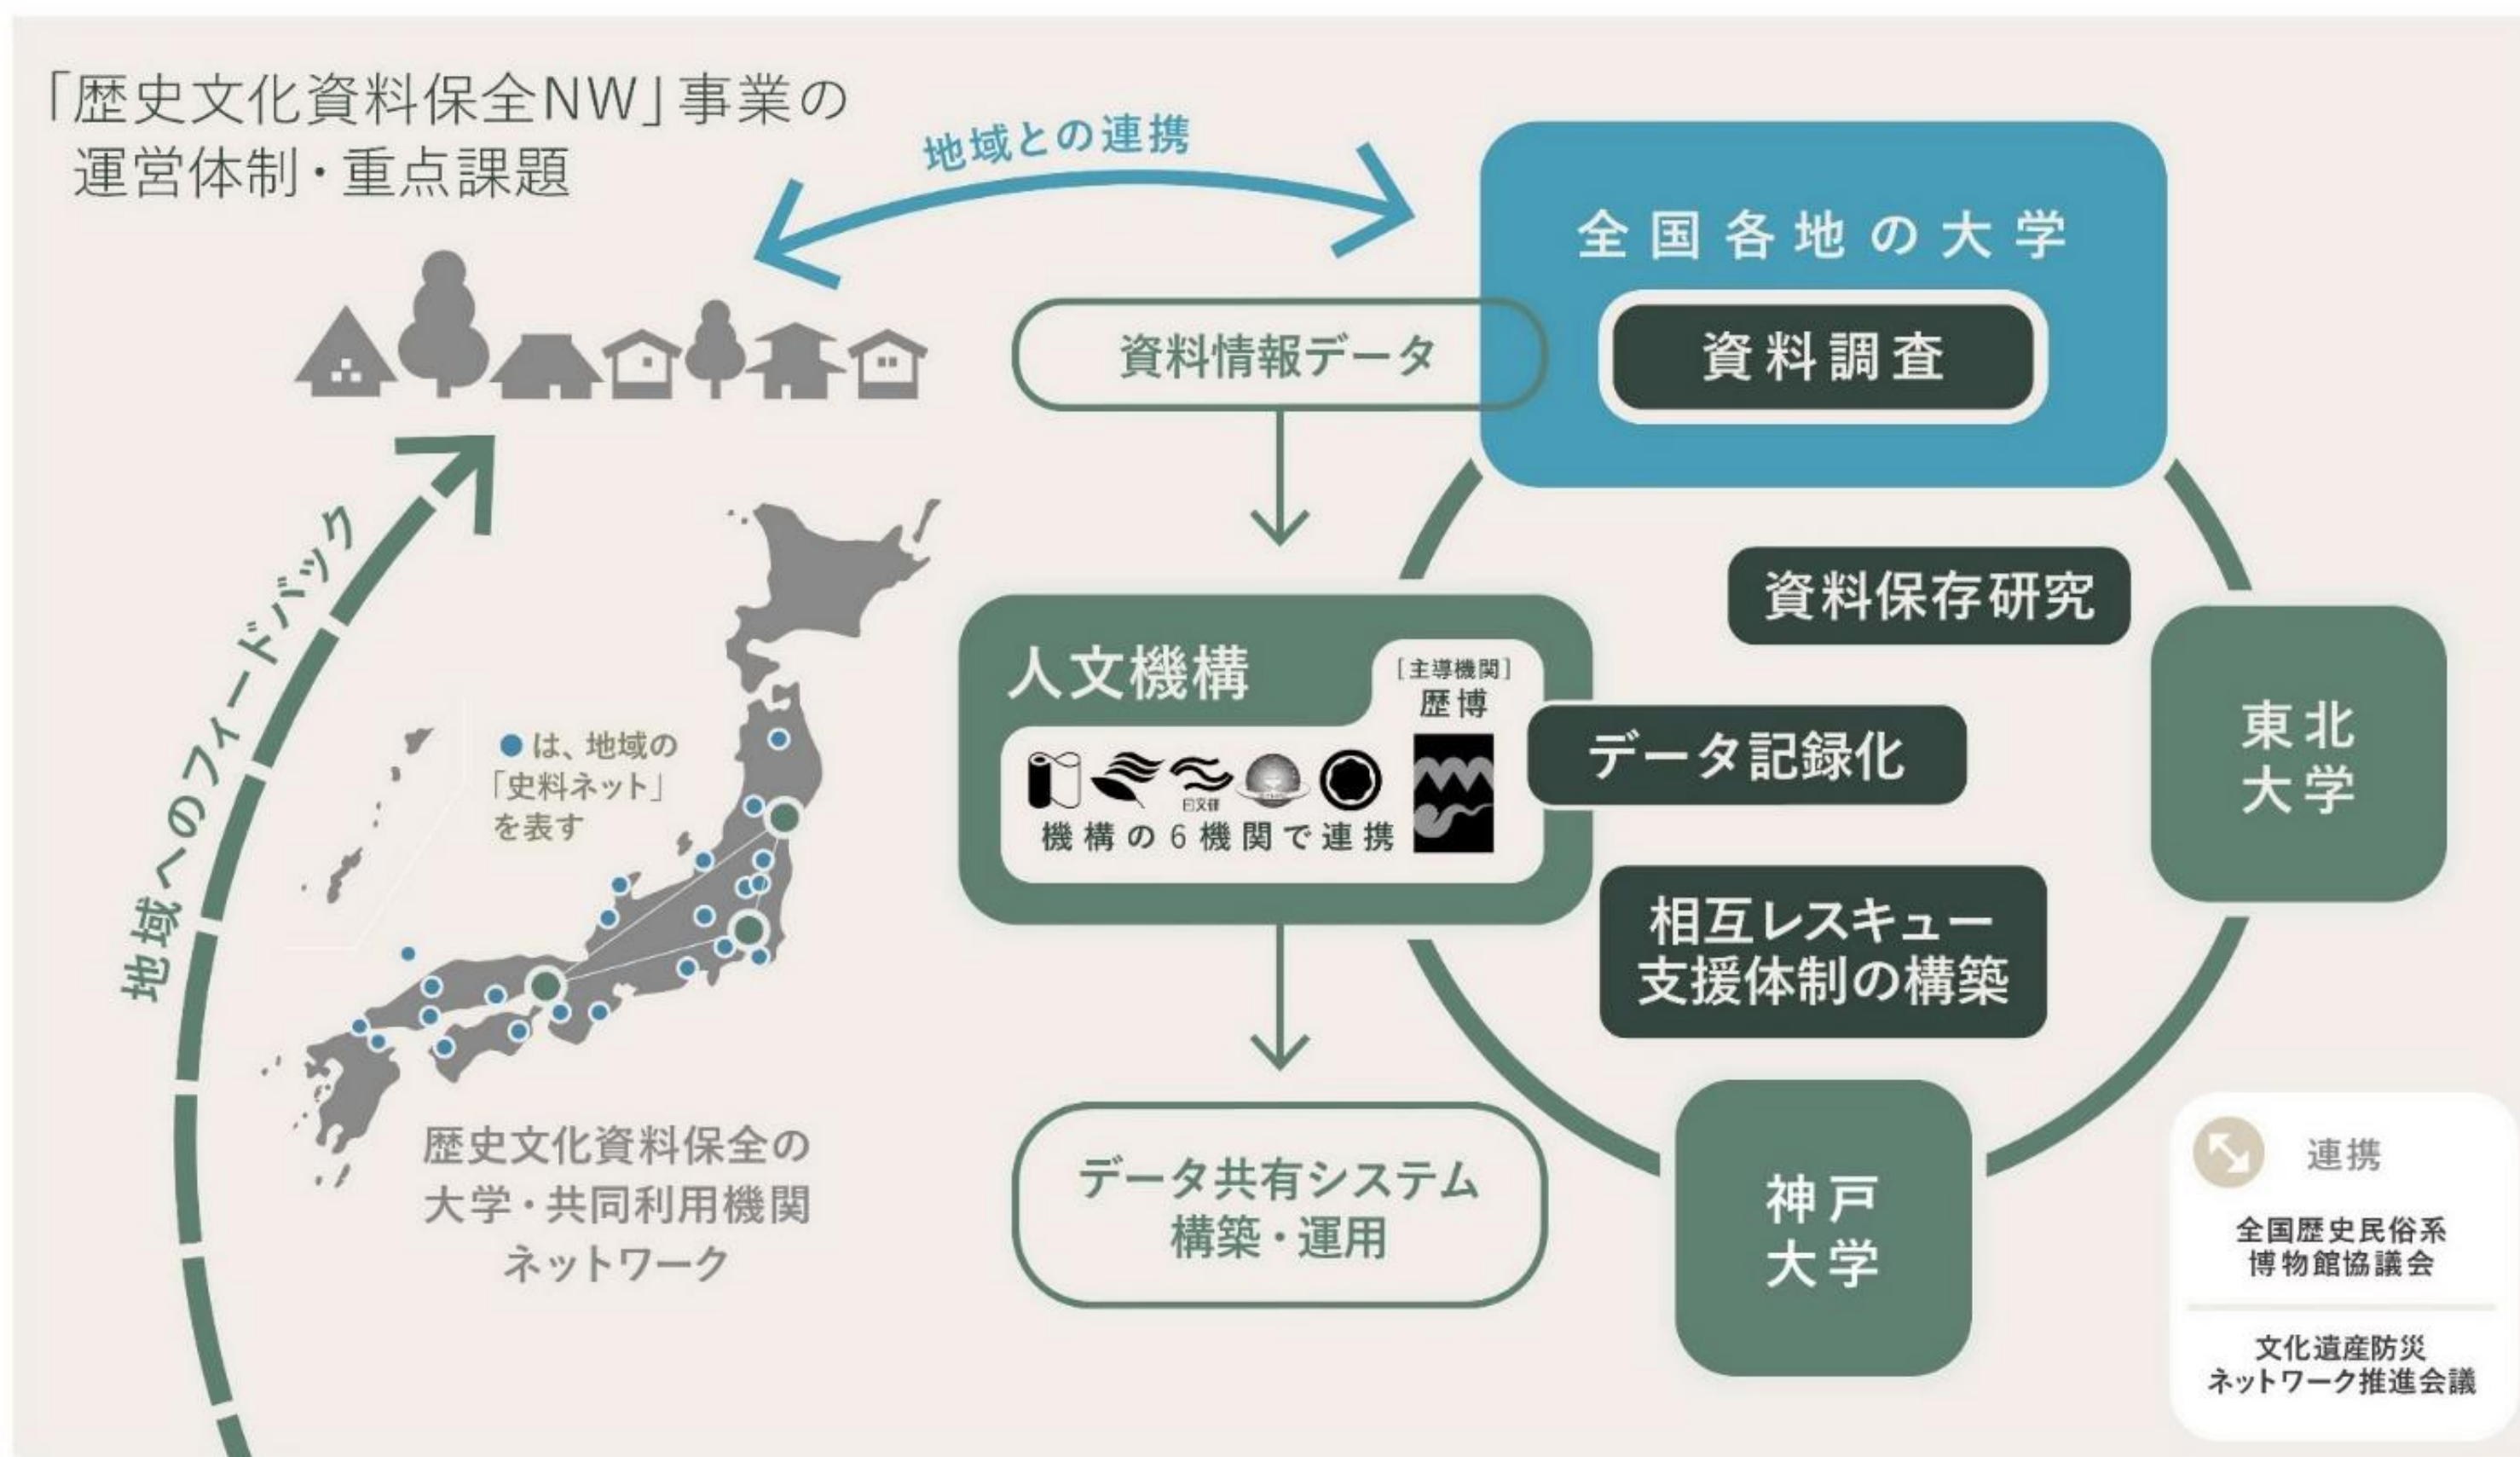 「歴史文化資料保全NW」事業の
運営体制・重点課題
地域との連携
全国各地の大学
資料調査
資料情報データ
資料保存研究
人文機構
[主導機関]
歴博
日文研
機構の6機関で連携
データ記録化
東北
大学
相互レスキュー
支援体制の構築
神戸
大学
データ共有システム
構築・運用
地域へのフィードバック
●は、地域の
「史料ネット」
を表す
歴史文化資料保全の
大学・共同利用機関
ネットワーク
連携
全国歴史民俗系
博物館協議会
文化遺産防災
ネットワーク推進会議